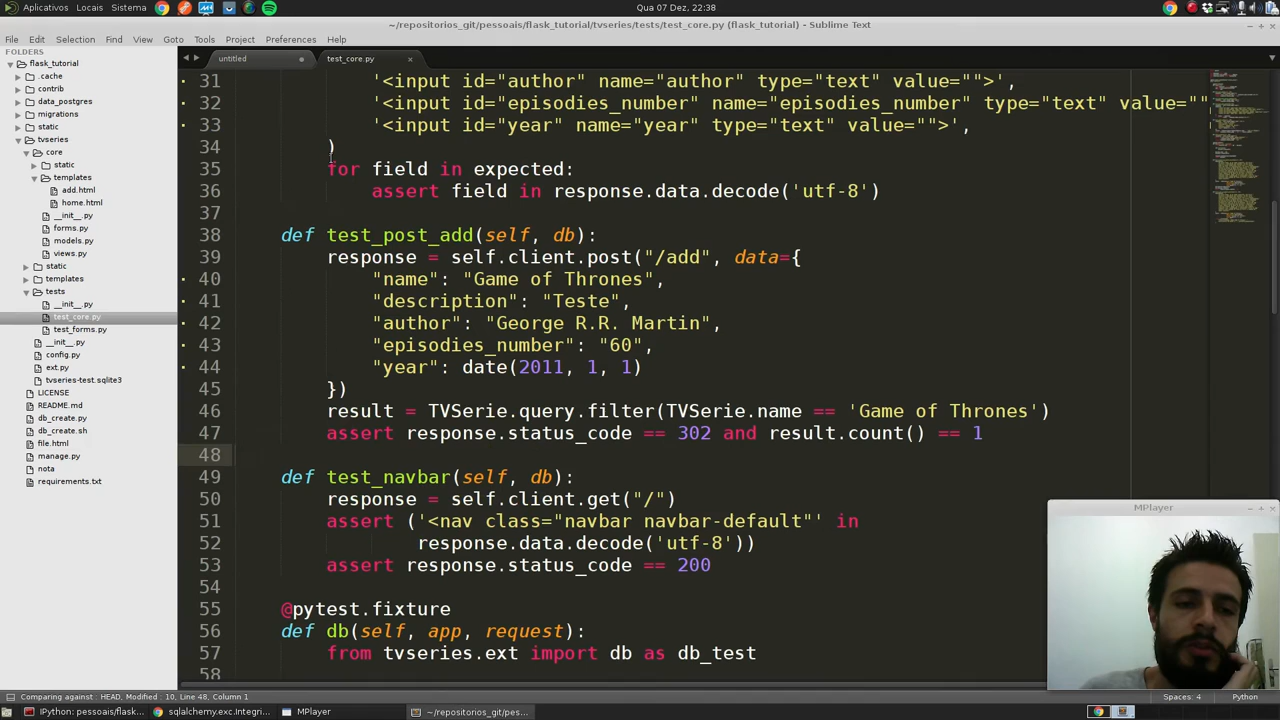 Aplicativos Locais Sistema
Qua 07 Dez, 22:38
~/repositorios_git/pessoais/flask_tutorial/tvseries/tests/test_core.py (flask_tutorial) - Sublime Text
File Edit Selection Find View Goto Tools Project Preferences Help
FOLDERS
flask_tutorial
.cache
contrib
data_postgres
migrations
static
tvseries
core
static
templates
add.html
home.html
__init__.py
forms.py
models.py
views.py
static
templates
tests
__init__.py
test_core.py
test_forms.py
__init__.py
config.py
ext.py
tvseries-test.sqlite3
LICENSE
README.md
db_create.py
db_create.sh
file.html
manage.py
nota
requirements.txt
untitled
test_core.py
31 '<input id="author" name="author" type="text" value="">',
32 '<input id="episodies_number" name="episodies_number" type="text" value=""
33 '<input id="year" name="year" type="text" value="">',
34 )
35 for field in expected:
36 assert field in response.data.decode('utf-8')
37
38 def test_post_add(self, db):
39 response = self.client.post("/add", data={
40 "name": "Game of Thrones",
41 "description": "Teste",
42 "author": "George R.R. Martin",
43 "episodies_number": "60",
44 "year": date(2011, 1, 1)
45 })
46 result = TVSerie.query.filter(TVSerie.name == 'Game of Thrones')
47 assert response.status_code == 302 and result.count() == 1
48
49 def test_navbar(self, db):
50 response = self.client.get("/")
51 assert ('<nav class="navbar navbar-default"' in
52 response.data.decode('utf-8'))
53 assert response.status_code == 200
54
55 @pytest.fixture
56 def db(self, app, request):
57 from tvseries.ext import db as db_test
58
MPlayer
Comparing against: HEAD, Modified: 10, Line 48, Column 1
Spaces: 4
Python
IPython: pessoais/flask...
sqlalchemy.exc.Integri...
MPlayer
~/repositorios_git/pes...